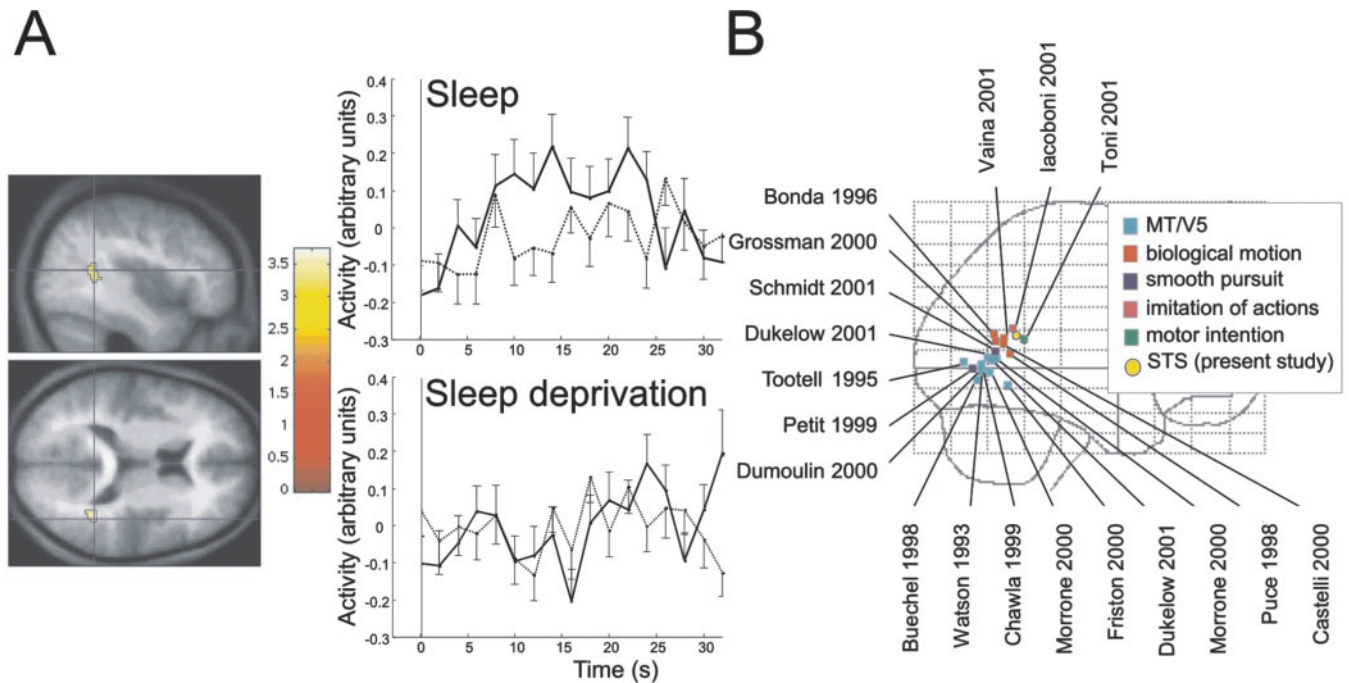 A
B
Sleep
Activity (arbitrary units)
0.4
0.3
0.2
0.1
0
-0.1
-0.2
-0.3
0
5
10
15
20
25
30
3.5
3
2.5
2
1.5
1
0.5
0
Sleep deprivation
Activity (arbitrary units)
0.4
0.3
0.2
0.1
0
-0.1
-0.2
-0.3
0
5
10
15
20
25
30
Time (s)
Vaina 2001
Iacoboni 2001
Toni 2001
Bonda 1996
Grossman 2000
Schmidt 2001
Dukelow 2001
Tootell 1995
Petit 1999
Dumoulin 2000
MT/V5
biological motion
smooth pursuit
imitation of actions
motor intention
STS (present study)
Buechel 1998
Watson 1993
Chawla 1999
Morrone 2000
Friston 2000
Dukelow 2001
Morrone 2000
Puce 1998
Castelli 2000